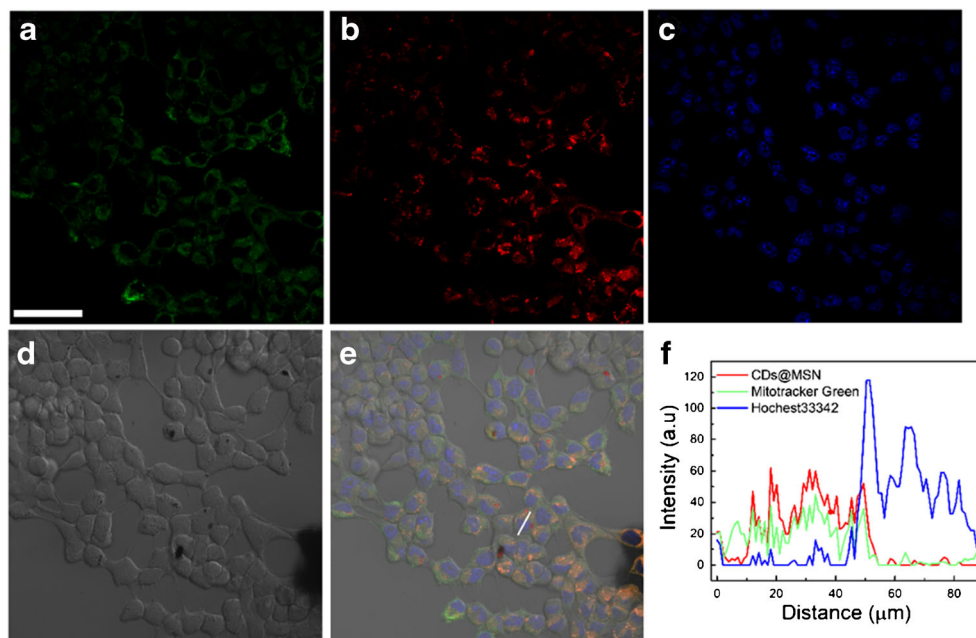 a
b
c
d
e
f
CDs@MSN
Mitotracker Green
Hochest33342
120
100
80
60
40
20
0
Intensity (a.u)
0 20 40 60 80
Distance (μm)